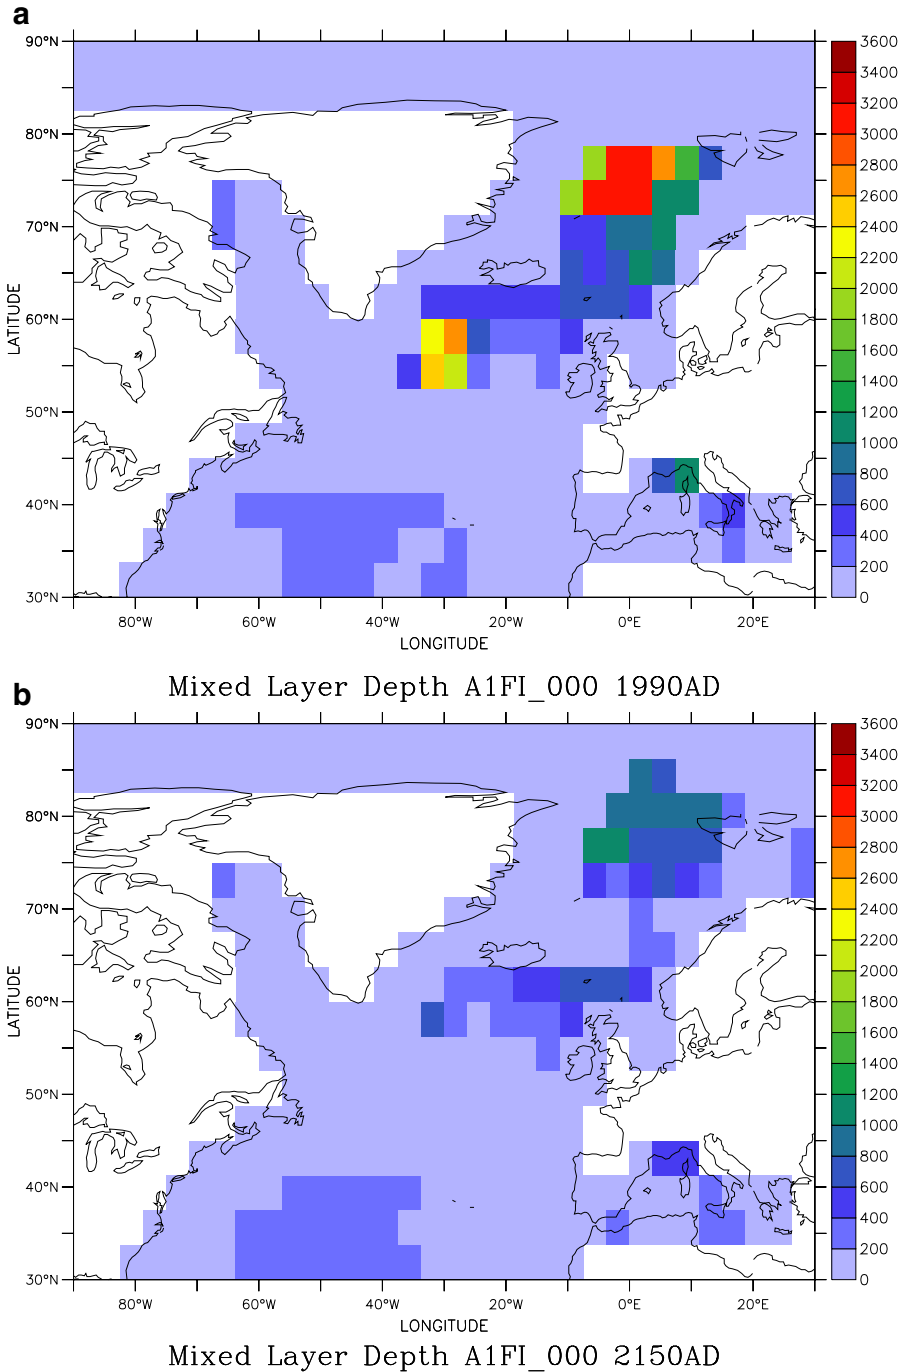 a
90°N
80°N
70°N
60°N
50°N
40°N
30°N
LATITUDE
80°W 60°W 40°W 20°W 0°E 20°E
LONGITUDE
3600
3400
3200
3000
2800
2600
2400
2200
2000
1800
1600
1400
1200
1000
800
600
400
200
0
Mixed Layer Depth A1FI_000 1990AD
b
90°N
80°N
70°N
60°N
50°N
40°N
30°N
LATITUDE
80°W 60°W 40°W 20°W 0°E 20°E
LONGITUDE
3600
3400
3200
3000
2800
2600
2400
2200
2000
1800
1600
1400
1200
1000
800
600
400
200
0
Mixed Layer Depth A1FI_000 2150AD